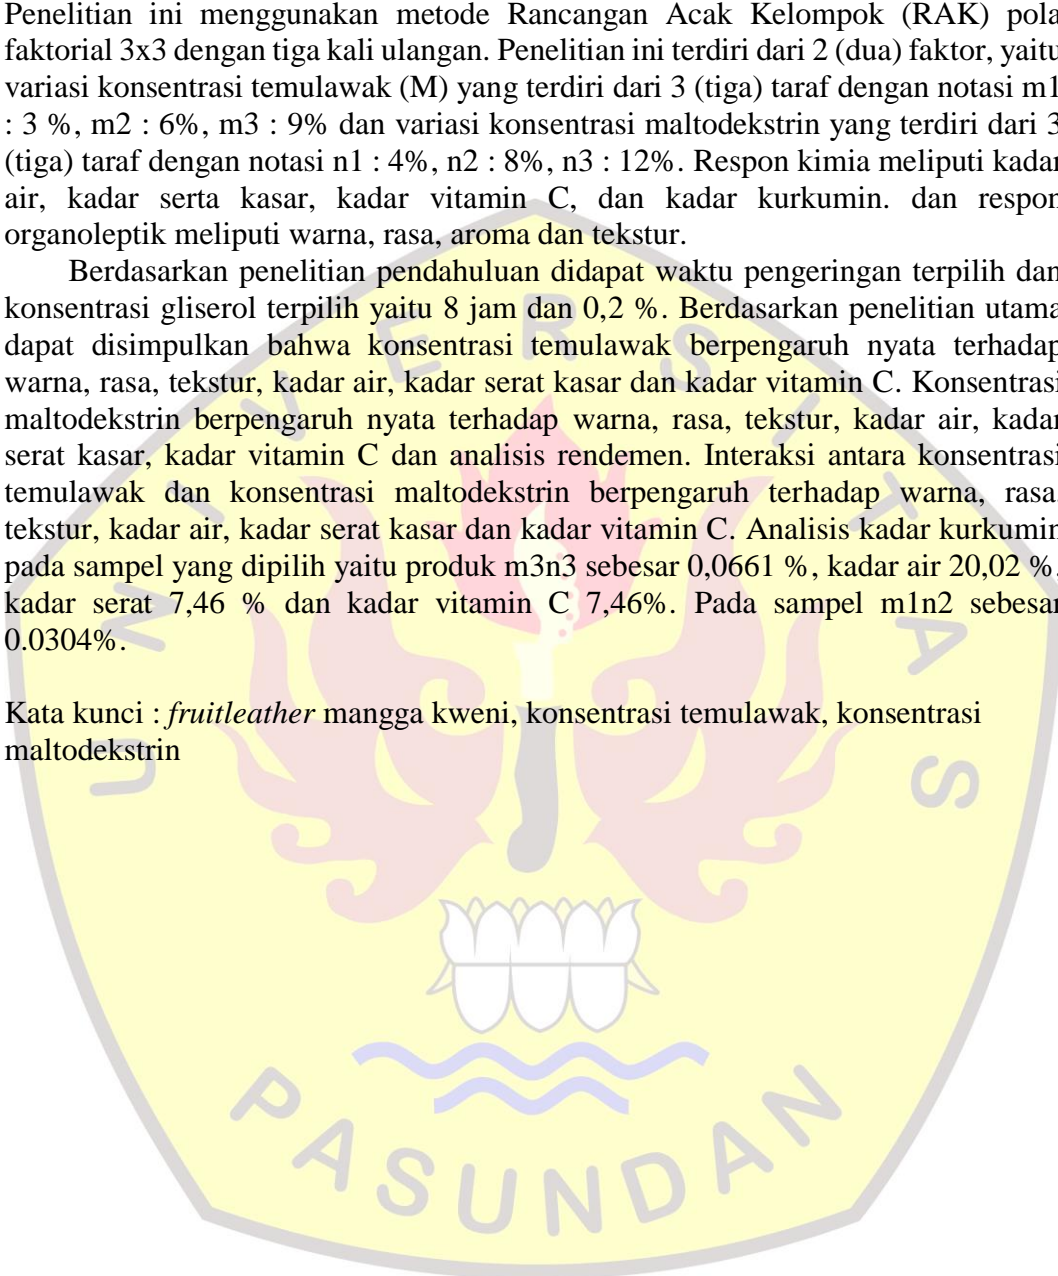 Penelitian ini menggunakan metode Rancangan Acak Kelompok (RAK) pola
faktorial 3x3 dengan tiga kali ulangan. Penelitian ini terdiri dari 2 (dua) faktor, yaitu
variasi konsentrasi temulawak (M) yang terdiri dari 3 (tiga) taraf dengan notasi m1
: 3 %, m2 : 6%, m3 : 9% dan variasi konsentrasi maltodekstrin yang terdiri dari 3
(tiga) taraf dengan notasi n1 : 4%, n2 : 8%, n3 : 12%. Respon kimia meliputi kadar
air, kadar serta kasar, kadar vitamin C, dan kadar kurkumin. dan respon
organoleptik meliputi warna, rasa, aroma dan tekstur.
Berdasarkan penelitian pendahuluan didapat waktu pengeringan terpilih dan
konsentrasi gliserol terpilih yaitu 8 jam dan 0,2 %. Berdasarkan penelitian utama
dapat disimpulkan bahwa konsentrasi temulawak berpengaruh nyata terhadap
warna, rasa, tekstur, kadar air, kadar serat kasar dan kadar vitamin C. Konsentrasi
maltodekstrin berpengaruh nyata terhadap warna, rasa, tekstur, kadar air, kadar
serat kasar, kadar vitamin C dan analisis rendemen. Interaksi antara konsentrasi
temulawak dan konsentrasi maltodekstrin berpengaruh terhadap warna, rasa,
tekstur, kadar air, kadar serat kasar dan kadar vitamin C. Analisis kadar kurkumin
pada sampel yang dipilih yaitu produk m3n3 sebesar 0,0661 %, kadar air 20,02 %,
kadar serat 7,46 % dan kadar vitamin C 7,46%. Pada sampel m1n2 sebesar
0.0304%.
Kata kunci : fruitleather mangga kweni, konsentrasi temulawak, konsentrasi
maltodekstrin
UNIVERSITAS
PASUNDAN